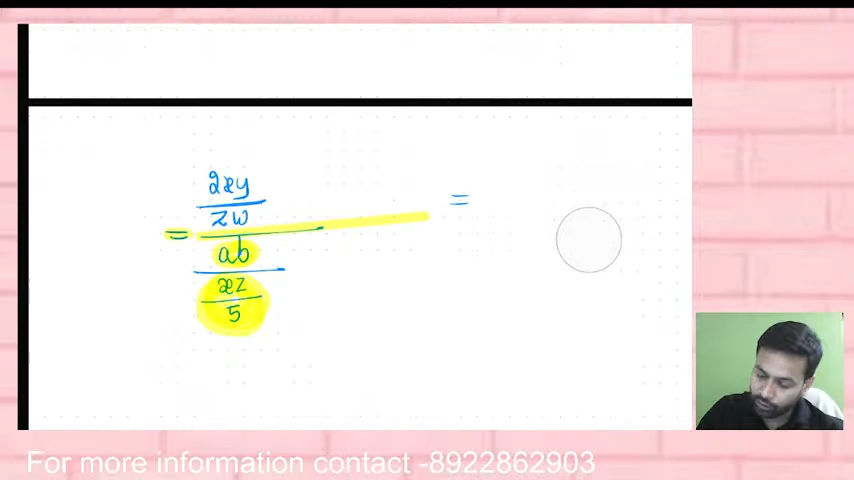 2xy
zw
=
=
ab
xz
5
For more information contact -8922862903